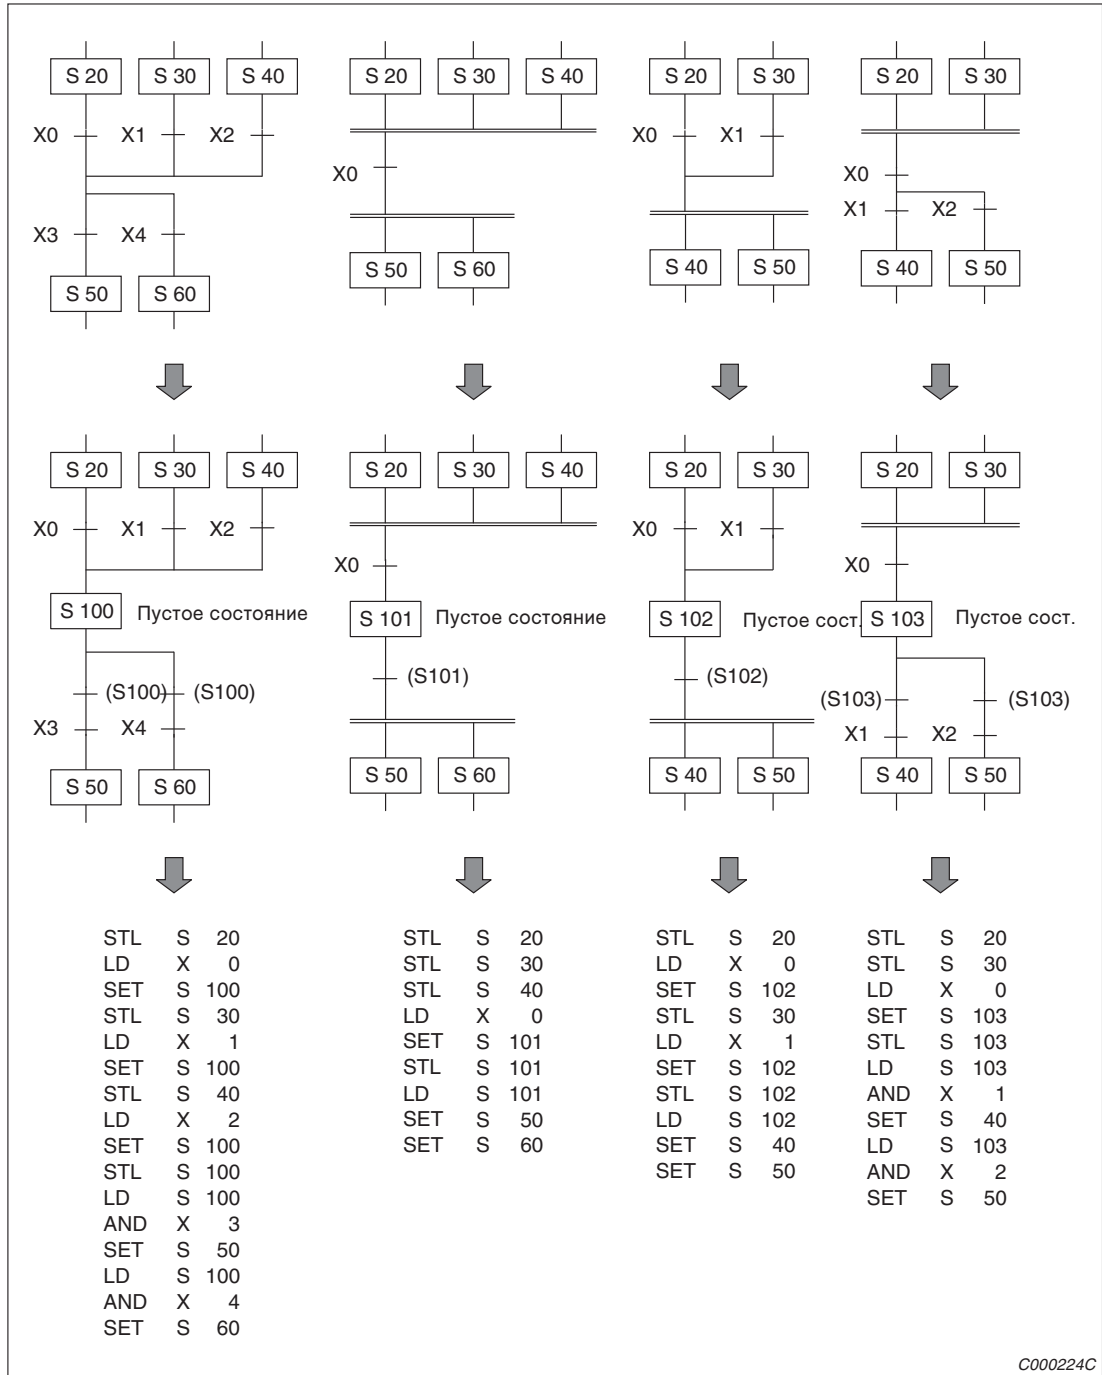 S 20 S 30 S 40 S 20 S 30 S 40 S 20 S 30 S 20 S 30
X0 X1 X2 X0 X1
X0 X0
X1 X2
X3 X4
S 40 S 50 S 40 S 50
S 50 S 60
S 50 S 60
S 20 S 30 S 40 S 20 S 30 S 40 S 20 S 30 S 20 S 30
X0 X1 X2 X0 X1
X0 X0
S 100 Пустое состояние S 101 Пустое состояние S 102 Пустое сост. S 103 Пустое сост.
(S100) (S100) (S101) (S102) (S103) (S103)
X3 X4 X1 X2
S 50 S 60 S 50 S 60 S 40 S 50 S 40 S 50
STL S 20 STL S 20 STL S 20 STL S 20
LD X 0 STL S 30 LD X 0 STL S 30
SET S 100 STL S 40 SET S 102 LD X 0
STL S 30 LD X 0 STL S 30 SET S 103
LD X 1 SET S 101 LD X 1 STL S 103
SET S 100 STL S 101 SET S 102 LD S 103
STL S 40 LD S 101 STL S 102 AND X 1
LD X 2 SET S 50 LD S 102 SET S 40
SET S 100 SET S 60 SET S 40 LD S 103
STL S 100 SET S 50 AND X 2
LD S 100 SET S 50
AND X 3
SET S 50
LD S 100
AND X 4
SET S 60
C000224C